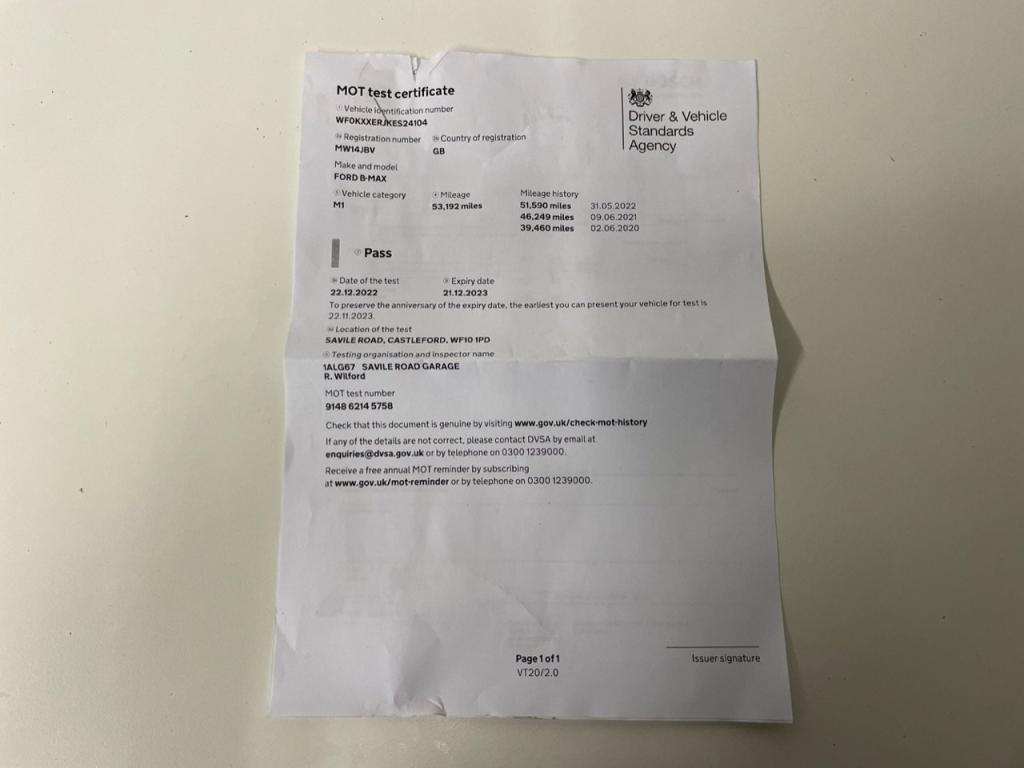 MOT test certificate
Vehicle identification number
WF0KXXERJKES24104
Registration number Country of registration
MW14JBV GB
Make and model
FORD B-MAX
Vehicle category Mileage Mileage history
M1 53,192 miles 51,590 miles 31.05.2022
46,249 miles 09.06.2021
39,460 miles 02.06.2020
Pass
Date of the test Expiry date
22.12.2022 21.12.2023
To preserve the anniversary of the expiry date, the earliest you can present your vehicle for test is
22.11.2023.
Location of the test
SAVILE ROAD, CASTLEFORD, WF10 1PD
Testing organisation and inspector name
1ALG67 SAVILE ROAD GARAGE
R. Wilford
MOT test number
9148 6214 5758
Check that this document is genuine by visiting www.gov.uk/check-mot-history
If any of the details are not correct, please contact DVSA by email at
enquiries@dvsa.gov.uk or by telephone on 0300 1239000.
Receive a free annual MOT reminder by subscribing
at www.gov.uk/mot-reminder or by telephone on 0300 1239000.
Driver & Vehicle
Standards
Agency
Page 1 of 1
VT20/2.0
Issuer signature